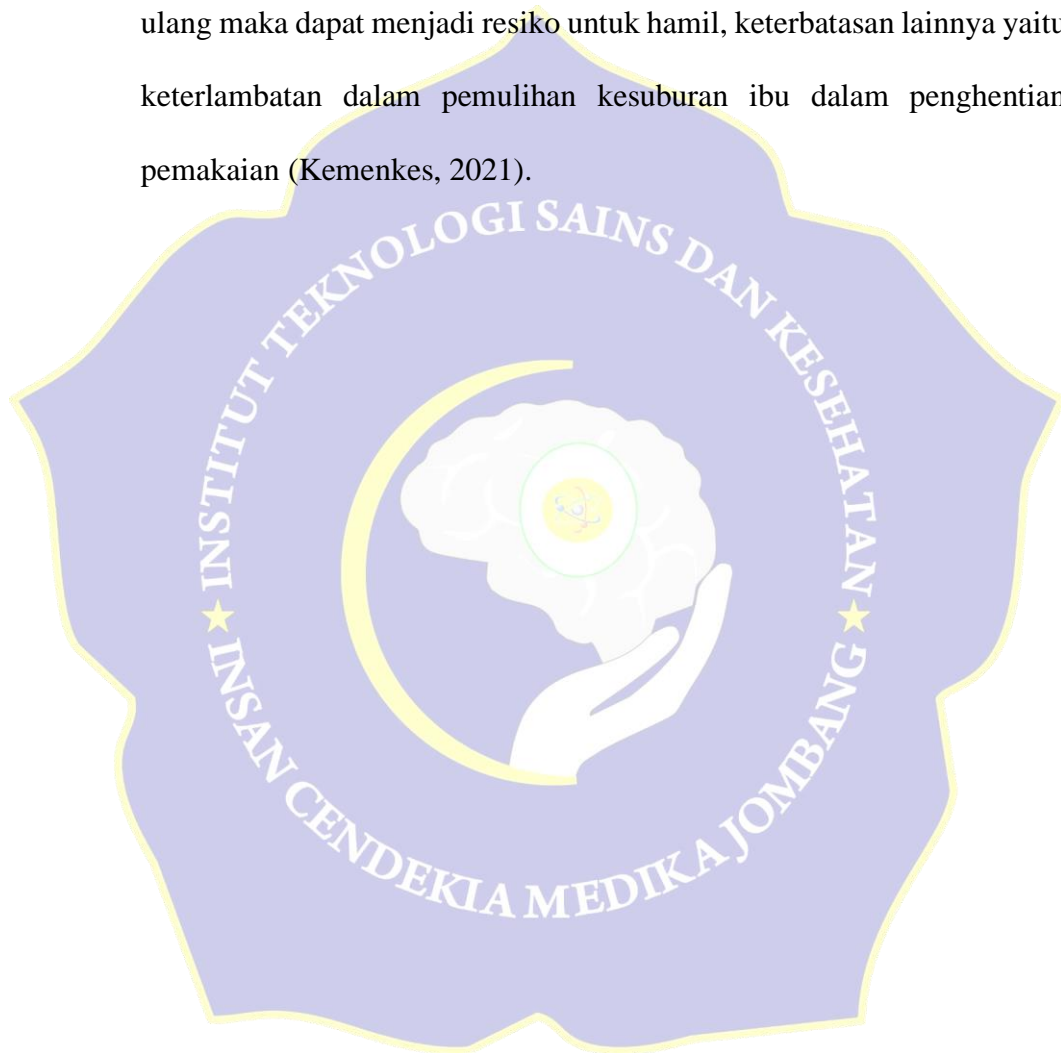 ulang maka dapat menjadi resiko untuk hamil, keterbatasan lainnya yaitu
keterlambatan dalam pemulihan kesuburan ibu dalam penghentian
pemakaian (Kemenkes, 2021).
INSTITUT TEKNOLOGI SAINS DAN KESEHATAN
INSAN CENDEKIA MEDIKA JOMBANG